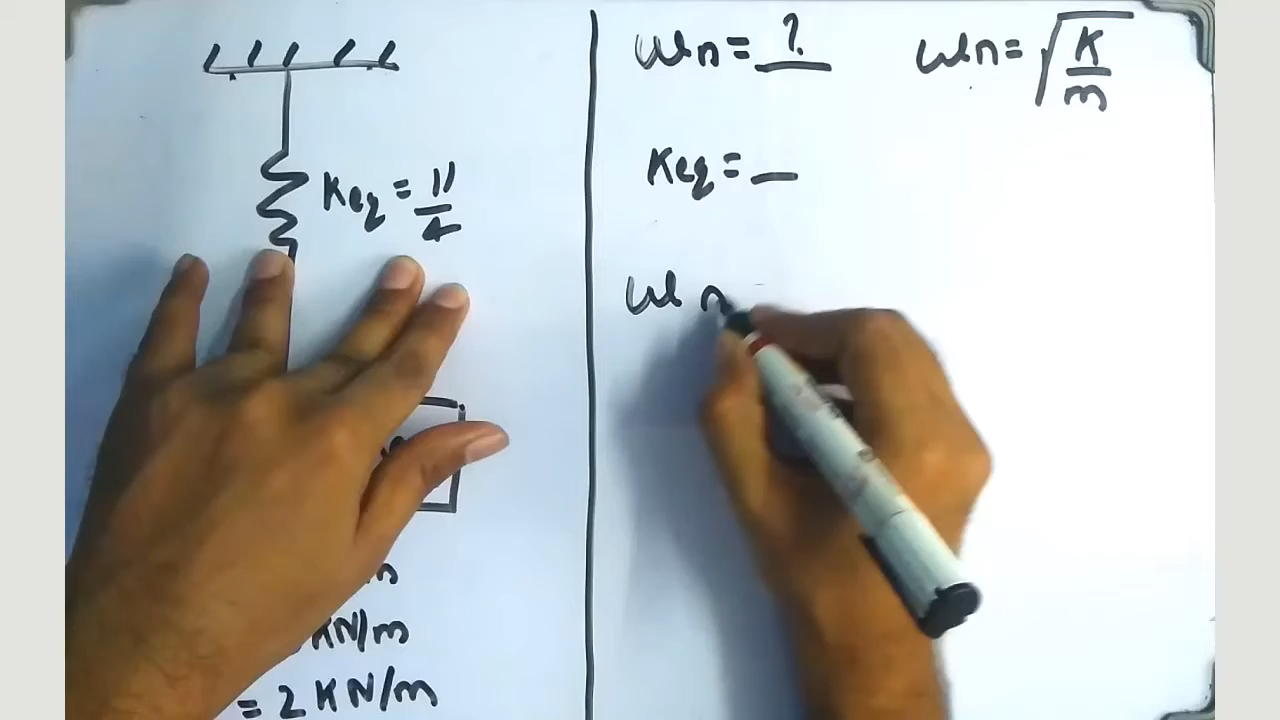 Keq = 11/4
n
KN/m
= 2 KN/m
ωn = ?
ωn = √K/m
Keq = _
ωn